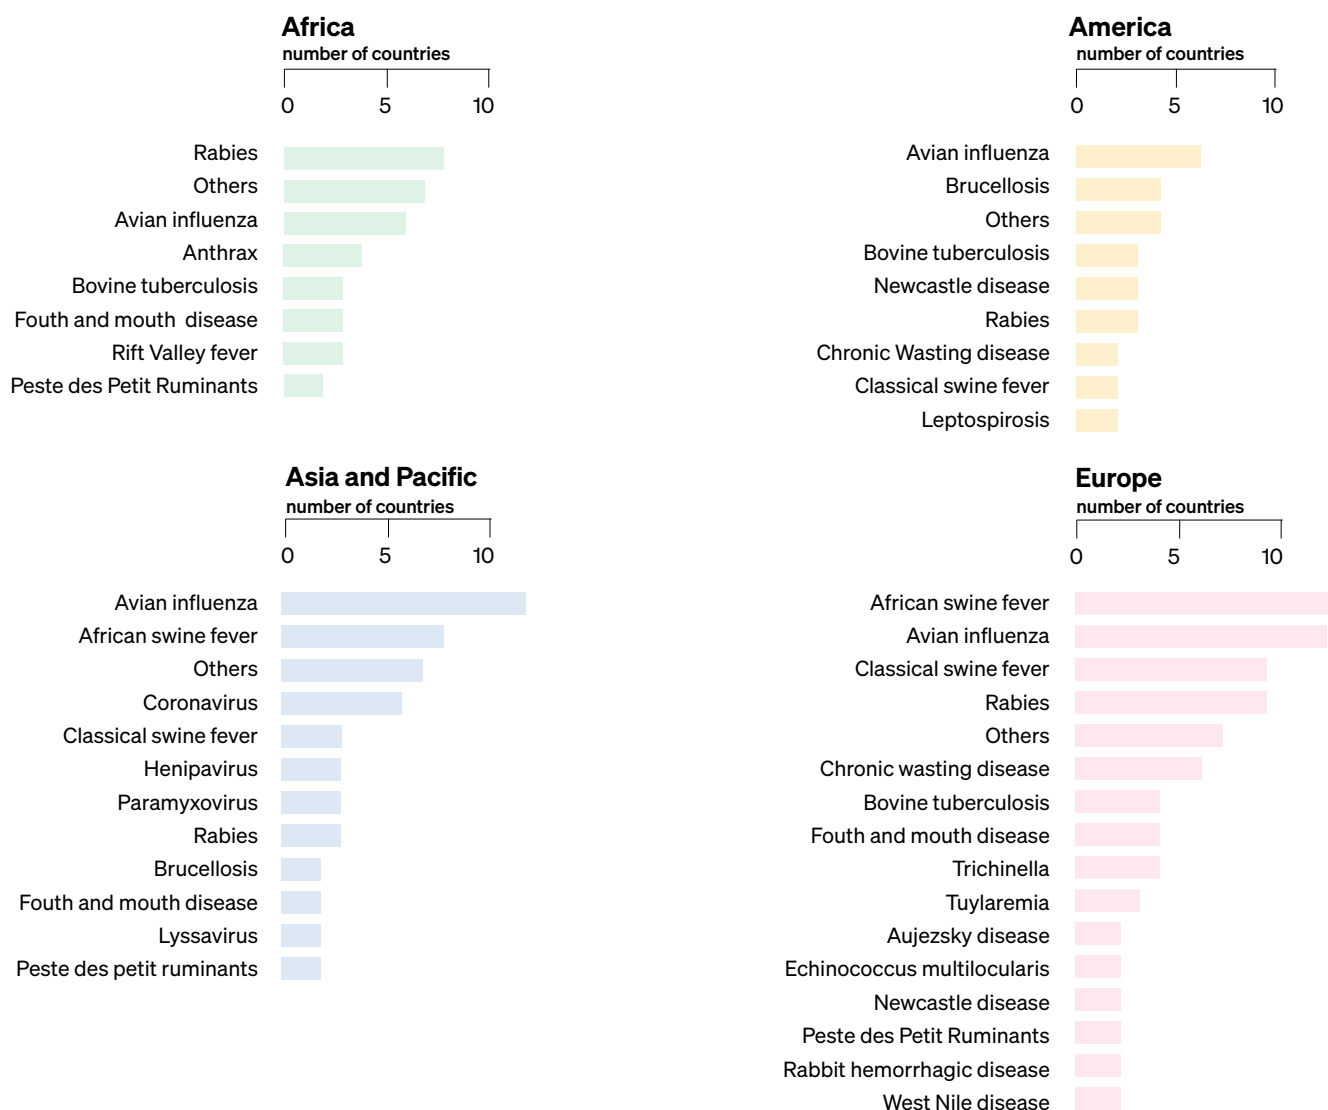 Africa
number of countries
0 5 10
Rabies
Others
Avian influenza
Anthrax
Bovine tuberculosis
Fouth and mouth disease
Rift Valley fever
Peste des Petit Ruminants
America
number of countries
0 5 10
Avian influenza
Brucellosis
Others
Bovine tuberculosis
Newcastle disease
Rabies
Chronic Wasting disease
Classical swine fever
Leptospirosis
Asia and Pacific
number of countries
0 5 10
Avian influenza
African swine fever
Others
Coronavirus
Classical swine fever
Henipavirus
Paramyxovirus
Rabies
Brucellosis
Fouth and mouth disease
Lyssavirus
Peste des petit ruminants
Europe
number of countries
0 5 10
African swine fever
Avian influenza
Classical swine fever
Rabies
Others
Chronic wasting disease
Bovine tuberculosis
Fouth and mouth disease
Trichinella
Tuylaremia
Aujezsky disease
Echinococcus multilocularis
Newcastle disease
Peste des Petit Ruminants
Rabbit hemorrhagic disease
West Nile disease